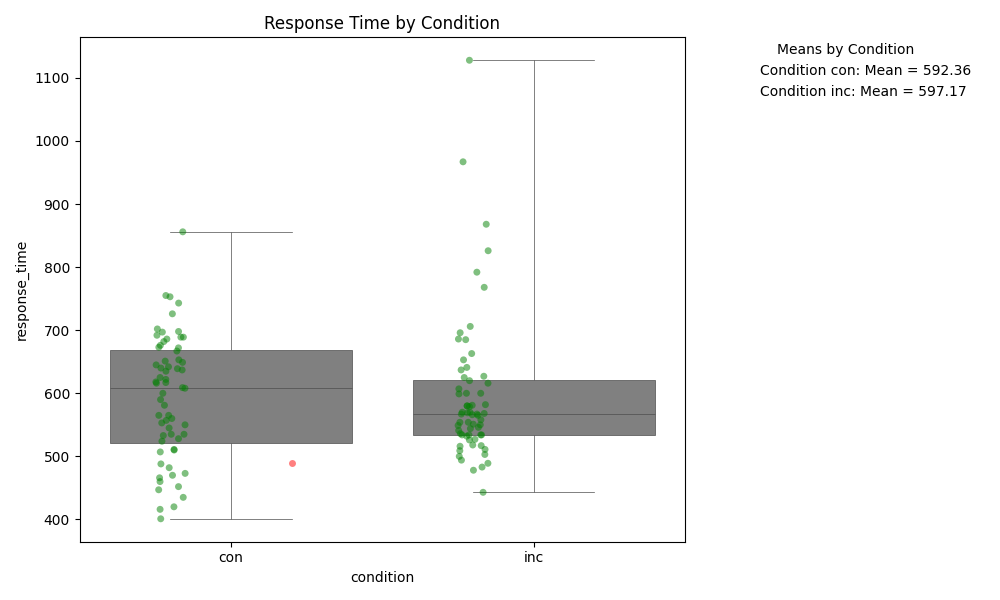 Response Time by Condition
Means by Condition
Condition con: Mean = 592.36
Condition inc: Mean = 597.17
response_time
1100
1000
900
800
700
600
500
400
con
inc
condition